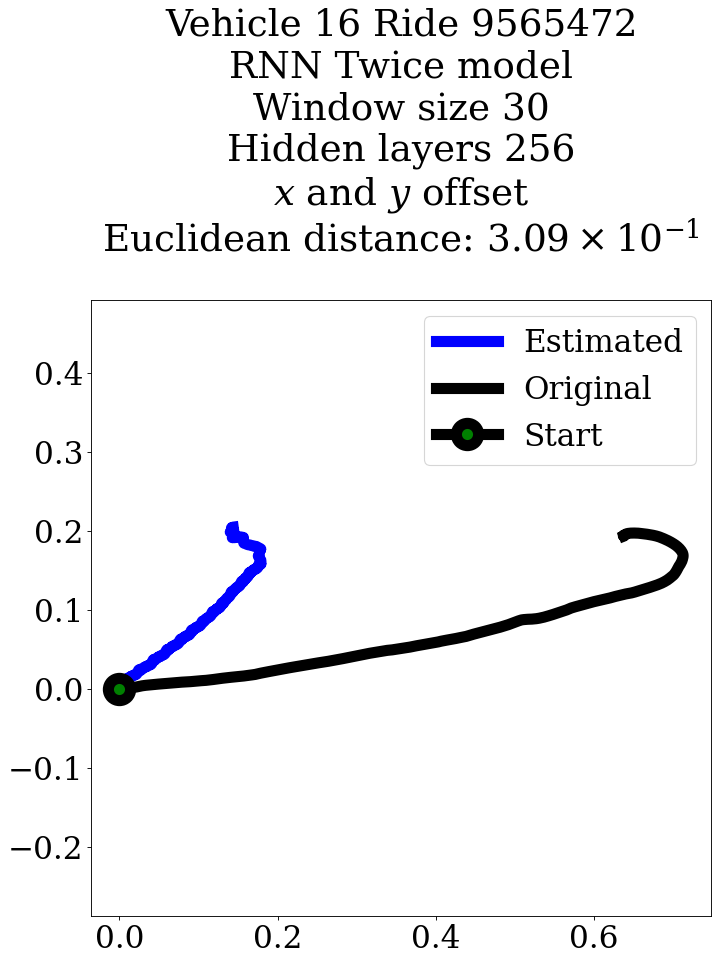 Vehicle 16 Ride 9565472
RNN Twice model
Window size 30
Hidden layers 256
x and y offset
Euclidean distance: 3.09 × 10⁻¹
Estimated
Original
Start
0.4
0.3
0.2
0.1
0.0
−0.1
−0.2
0.0 0.2 0.4 0.6